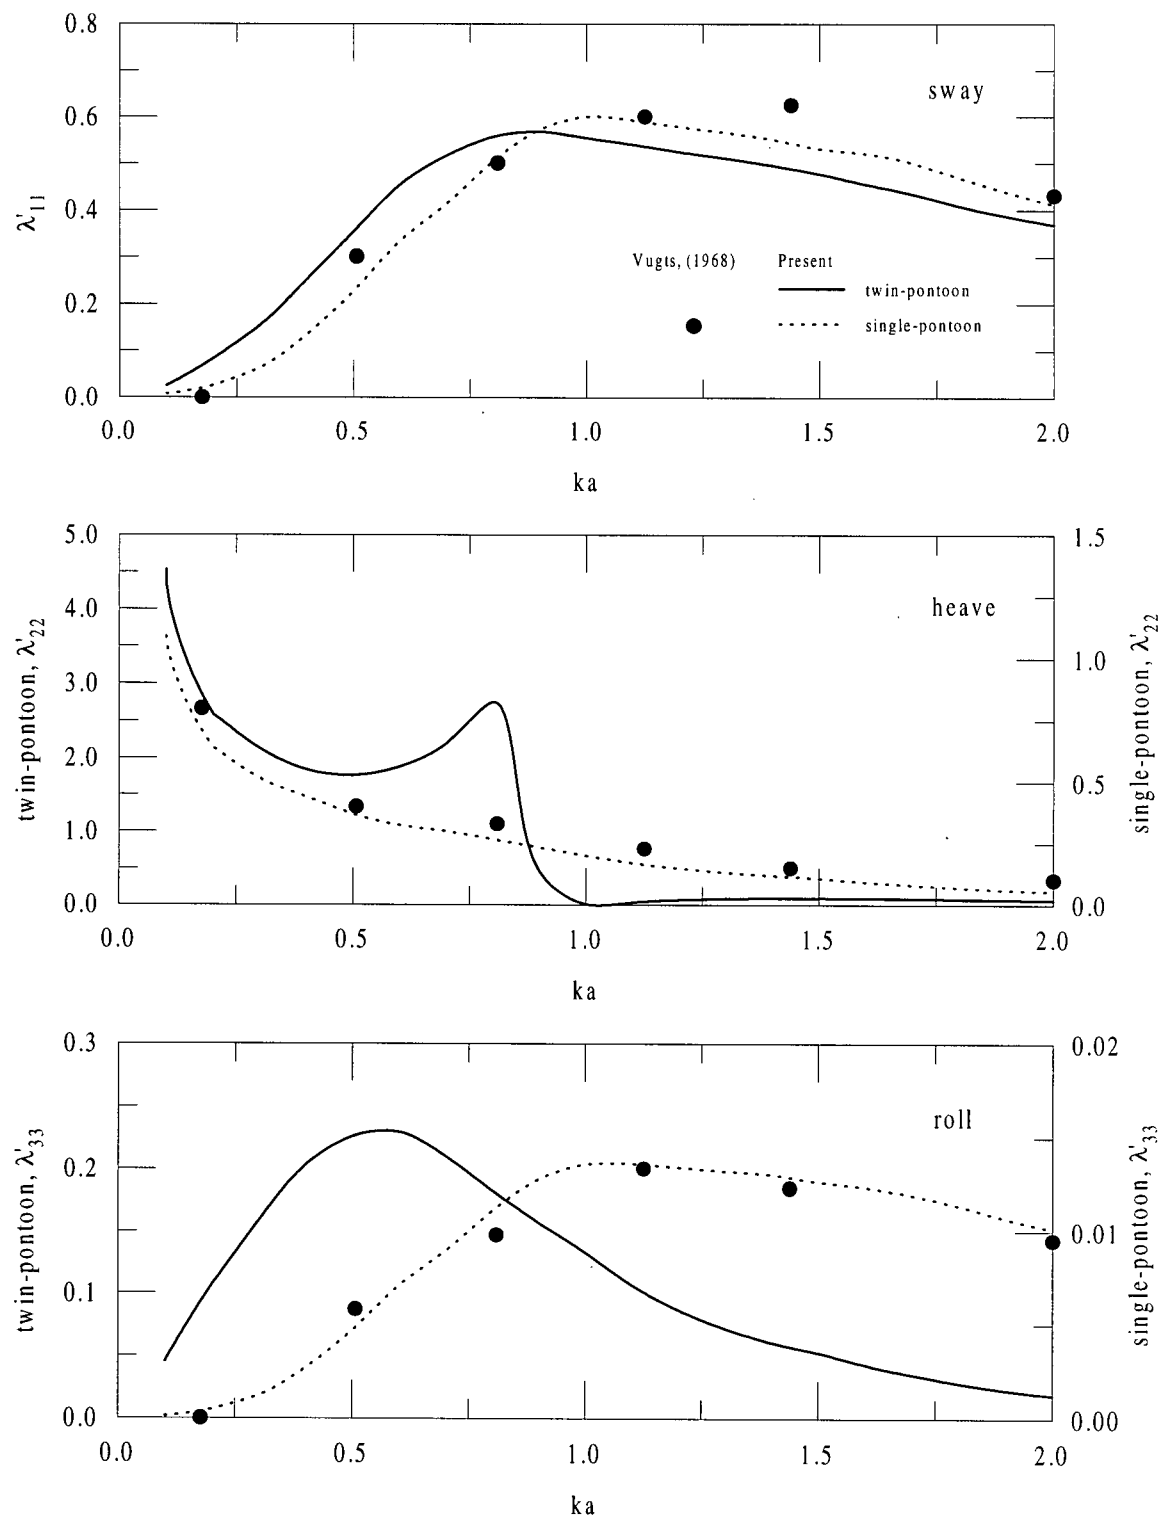 0.8
0.6
0.4
0.2
0.0
λ'11
sway
Vugts, (1968) Present
twin-pontoon
single-pontoon
0.0 0.5 1.0 1.5 2.0
ka
5.0
4.0
3.0
2.0
1.0
0.0
twin-pontoon, λ'22
heave
1.5
1.0
0.5
0.0
single-pontoon, λ'22
0.0 0.5 1.0 1.5 2.0
ka
0.3
0.2
0.1
0.0
twin-pontoon, λ'33
roll
0.02
0.01
0.00
single-pontoon, λ'33
0.0 0.5 1.0 1.5 2.0
ka